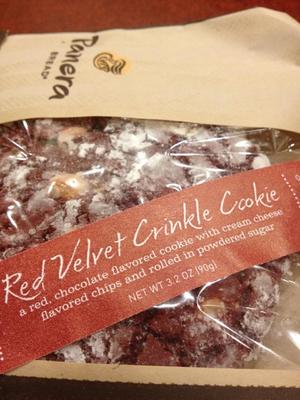 Panera
BREAD®
Red Velvet Crinkle Cookie
a red, chocolate flavored cookie with cream cheese
flavored chips and rolled in powdered sugar
NET WT 3.2 OZ (90g)